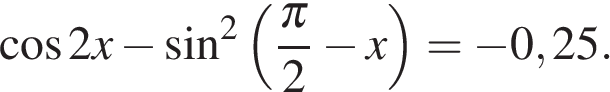 cos 2x − sin²(π/2 − x) = −0,25.